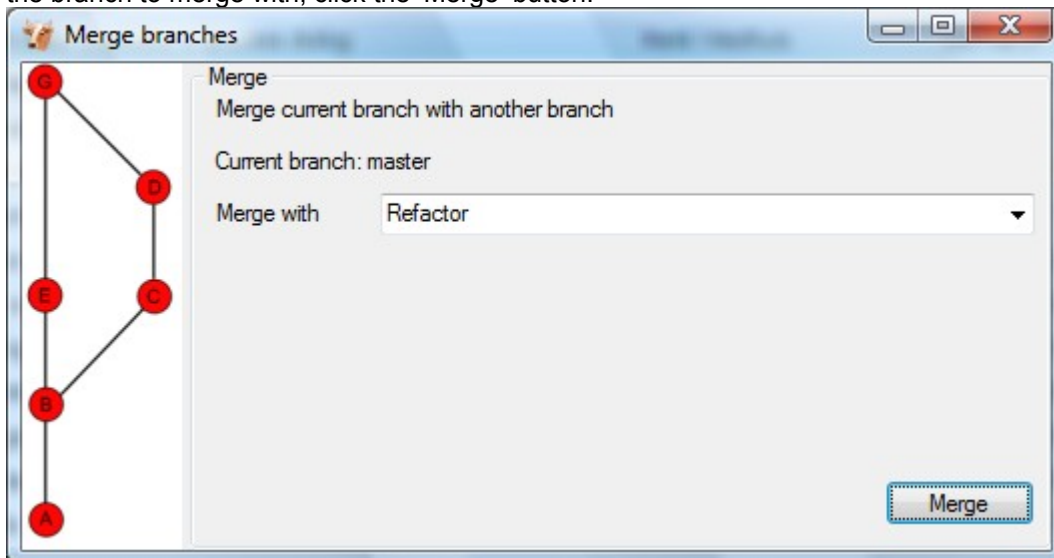 the branch to merge with, click the 'Merge' button.
Merge branches
G
D
E
C
B
A
Merge
Merge current branch with another branch
Current branch: master
Merge with Refactor
Merge